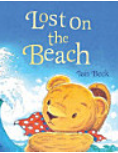 Lost on
the
Beach
Ian Beck